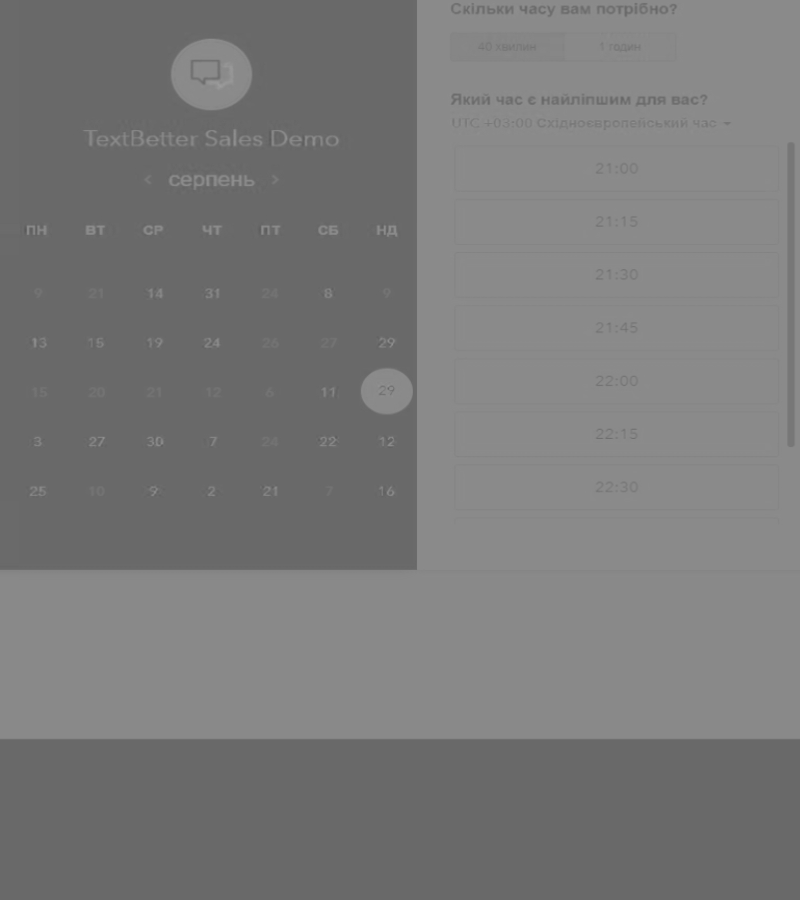 TextBetter Sales Demo
< серпень >
ПН ВТ СР ЧТ ПТ СБ НД
9 21 14 31 24 8 9
13 15 19 24 26 27 29
15 20 21 12 6 11 29
3 27 30 7 24 22 12
25 10 9 2 21 7 16
Скільки часу вам потрібно?
40 хвилин 1 годин
Який час є найліпшим для вас?
UTC +03:00 Східноєвропейський час
21:00
21:15
21:30
21:45
22:00
22:15
22:30